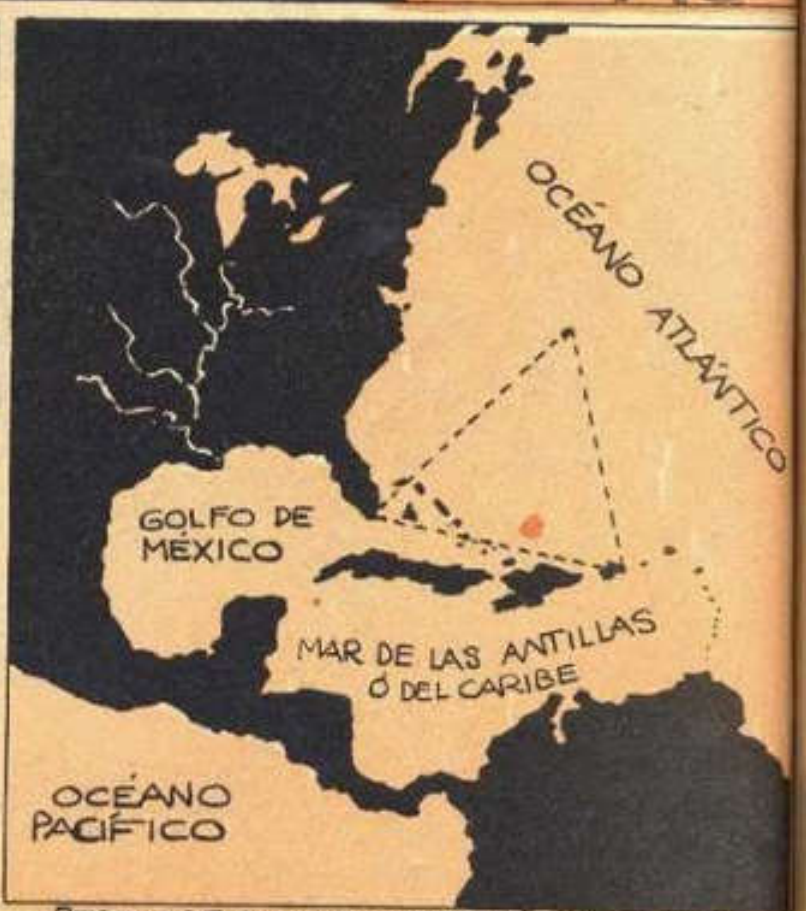 OCÉANO ATLÁNTICO
GOLFO DE
MÉXICO
MAR DE LAS ANTILLAS
Ó DEL CARIBE
OCÉANO
PACÍFICO